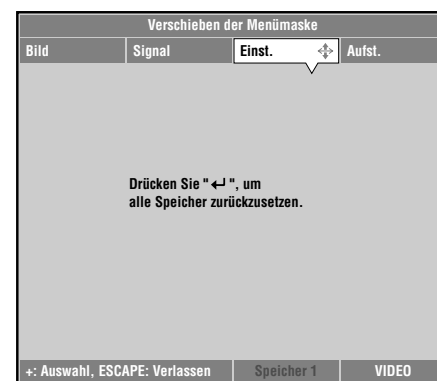 Verschieben der Menümaske
Bild Signal Einst. Aufst.
Drücken Sie "↵", um
alle Speicher zurückzusetzen.
+: Auswahl, ESCAPE: Verlassen Speicher 1 VIDEO